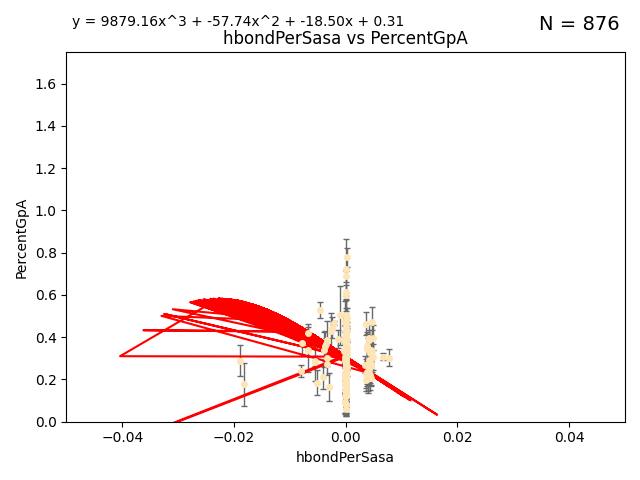 y = 9879.16x^3 + -57.74x^2 + -18.50x + 0.31
N = 876
hbondPerSasa vs PercentGpA
PercentGpA
1.6
1.4
1.2
1.0
0.8
0.6
0.4
0.2
0.0
−0.04
−0.02
0.00
0.02
0.04
hbondPerSasa